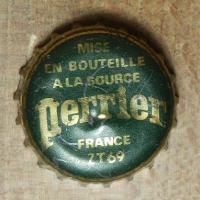 MISE
EN BOUTEILLE
A LA SOURCE
perrier
FRANCE
ZT69